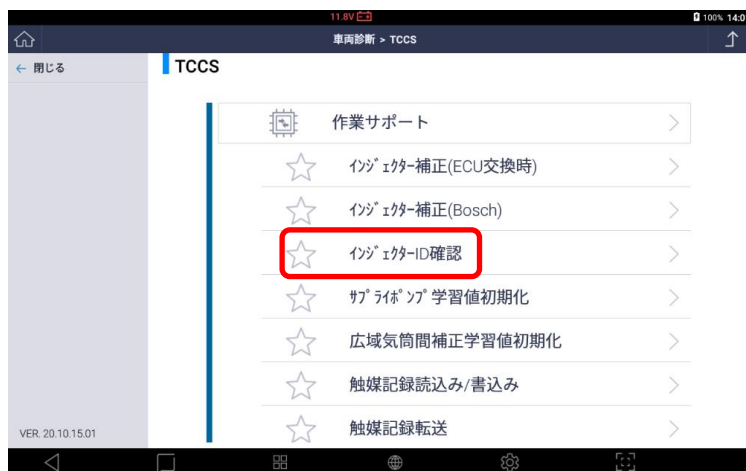 11.8V
100% 14:0
車両診断 > TCCS
← 閉じる
TCCS
作業サポート
ｲﾝｼﾞｪｸﾀｰ補正(ECU交換時)
ｲﾝｼﾞｪｸﾀｰ補正(Bosch)
ｲﾝｼﾞｪｸﾀｰID確認
ｻﾌﾟﾗｲﾎﾟﾝﾌﾟ学習値初期化
広域気筒間補正学習値初期化
触媒記録読込み/書込み
触媒記録転送
VER. 20.10.15.01